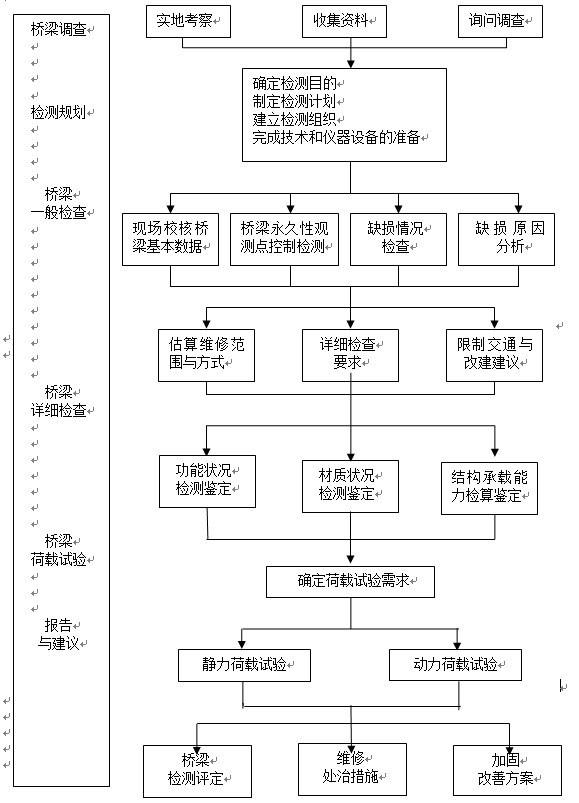 桥梁调查
检测规划
桥梁
一般检查
桥梁
详细检查
桥梁
荷载试验
报告
与建议
实地考察
收集资料
询问调查
确定检测目的
制定检测计划
建立检测组织
完成技术和仪器设备的准备
现场校核桥
梁基本数据
桥梁永久性观
测点控制检测
缺损情况
检查
缺损原因
分析
估算维修范
围与方式
详细检查
要求
限制交通与
改建建议
功能状况
检测鉴定
材质状况
检测鉴定
结构承载能
力检算鉴定
确定荷载试验需求
静力荷载试验
动力荷载试验
桥梁
检测评定
维修
处治措施
加固
改善方案